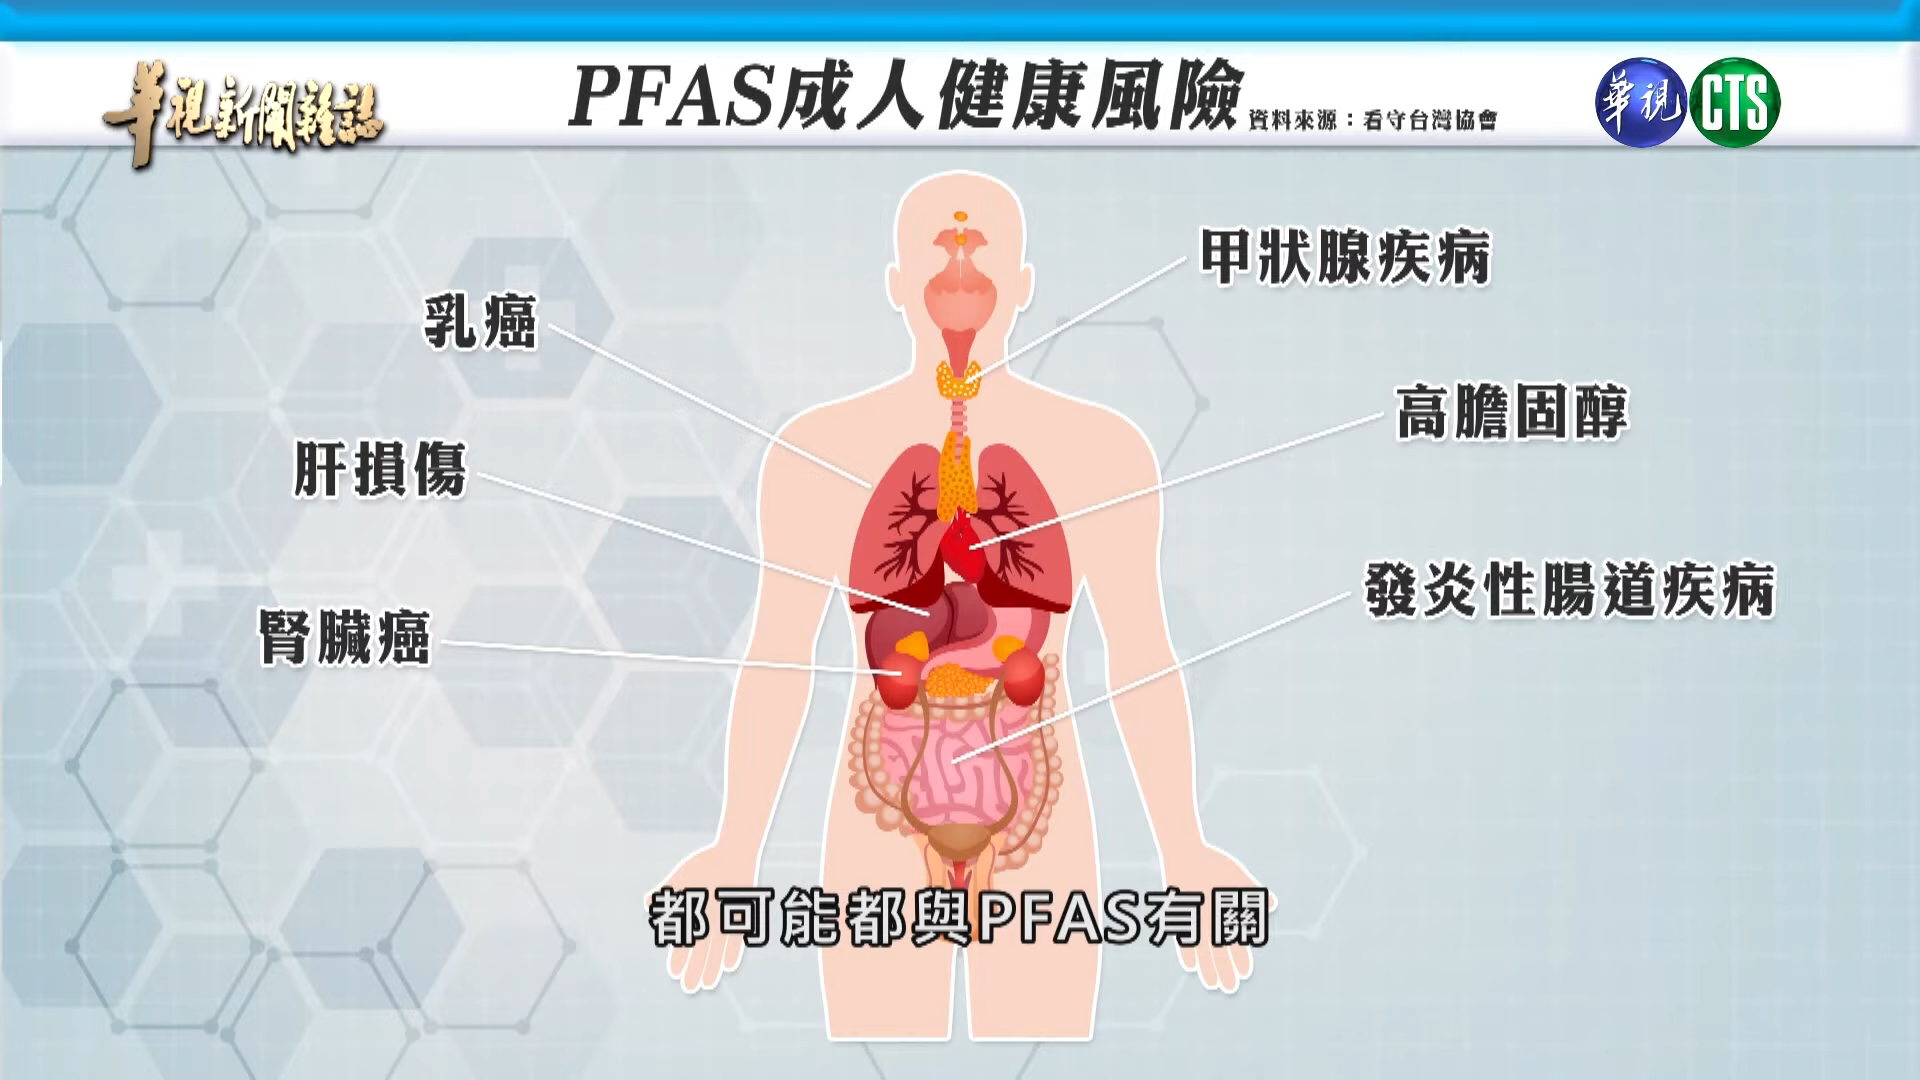 華視新聞雜誌
PFAS成人健康風險
資料來源：看守台灣協會
華視 CTS
甲狀腺疾病
乳癌
高膽固醇
肝損傷
發炎性腸道疾病
腎臟癌
都可能都與PFAS有關